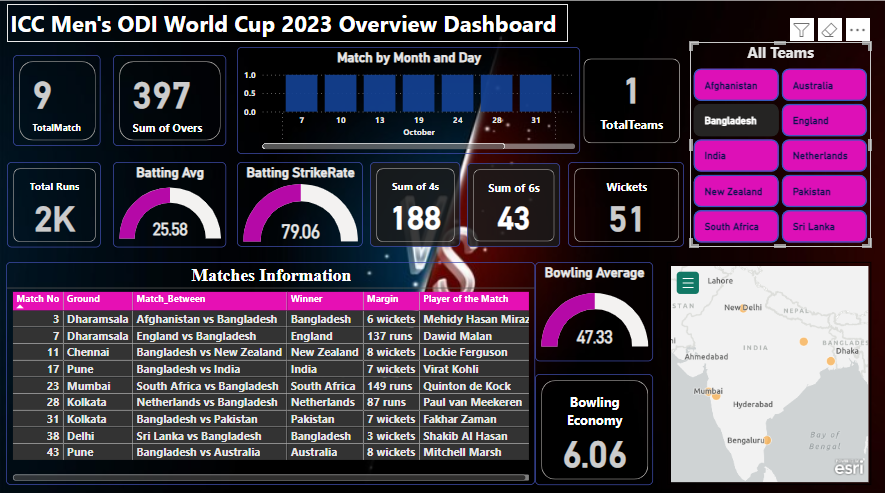 ICC Men's ODI World Cup 2023 Overview Dashboard
9
TotalMatch
397
Sum of Overs
Match by Month and Day
1.0
0.5
0.0
7 10 13 19 24 28 31
October
1
TotalTeams
All Teams
Afghanistan Australia
Bangladesh England
India Netherlands
New Zealand Pakistan
South Africa Sri Lanka
Total Runs
2K
Batting Avg
25.58
Batting StrikeRate
79.06
Sum of 4s
188
Sum of 6s
43
Wickets
51
VS
Matches Information
Match No Ground Match_Between Winner Margin Player of the Match
3 Dharamsala Afghanistan vs Bangladesh Bangladesh 6 wickets Mehidy Hasan Miraz
7 Dharamsala England vs Bangladesh England 137 runs Dawid Malan
11 Chennai Bangladesh vs New Zealand New Zealand 8 wickets Lockie Ferguson
17 Pune Bangladesh vs India India 7 wickets Virat Kohli
23 Mumbai South Africa vs Bangladesh South Africa 149 runs Quinton de Kock
28 Kolkata Netherlands vs Bangladesh Netherlands 87 runs Paul van Meekeren
31 Kolkata Bangladesh vs Pakistan Pakistan 7 wickets Fakhar Zaman
38 Delhi Sri Lanka vs Bangladesh Bangladesh 3 wickets Shakib Al Hasan
43 Pune Bangladesh vs Australia Australia 8 wickets Mitchell Marsh
Bowling Average
47.33
Bowling
Economy
6.06
Lahore
STAN
New Delhi
NEPAL
INDIA
BANGLADES
Dhaka
Ahmedabad
Mumbai
Hyderabad
Bengaluru
Bay of
Bengal
esri